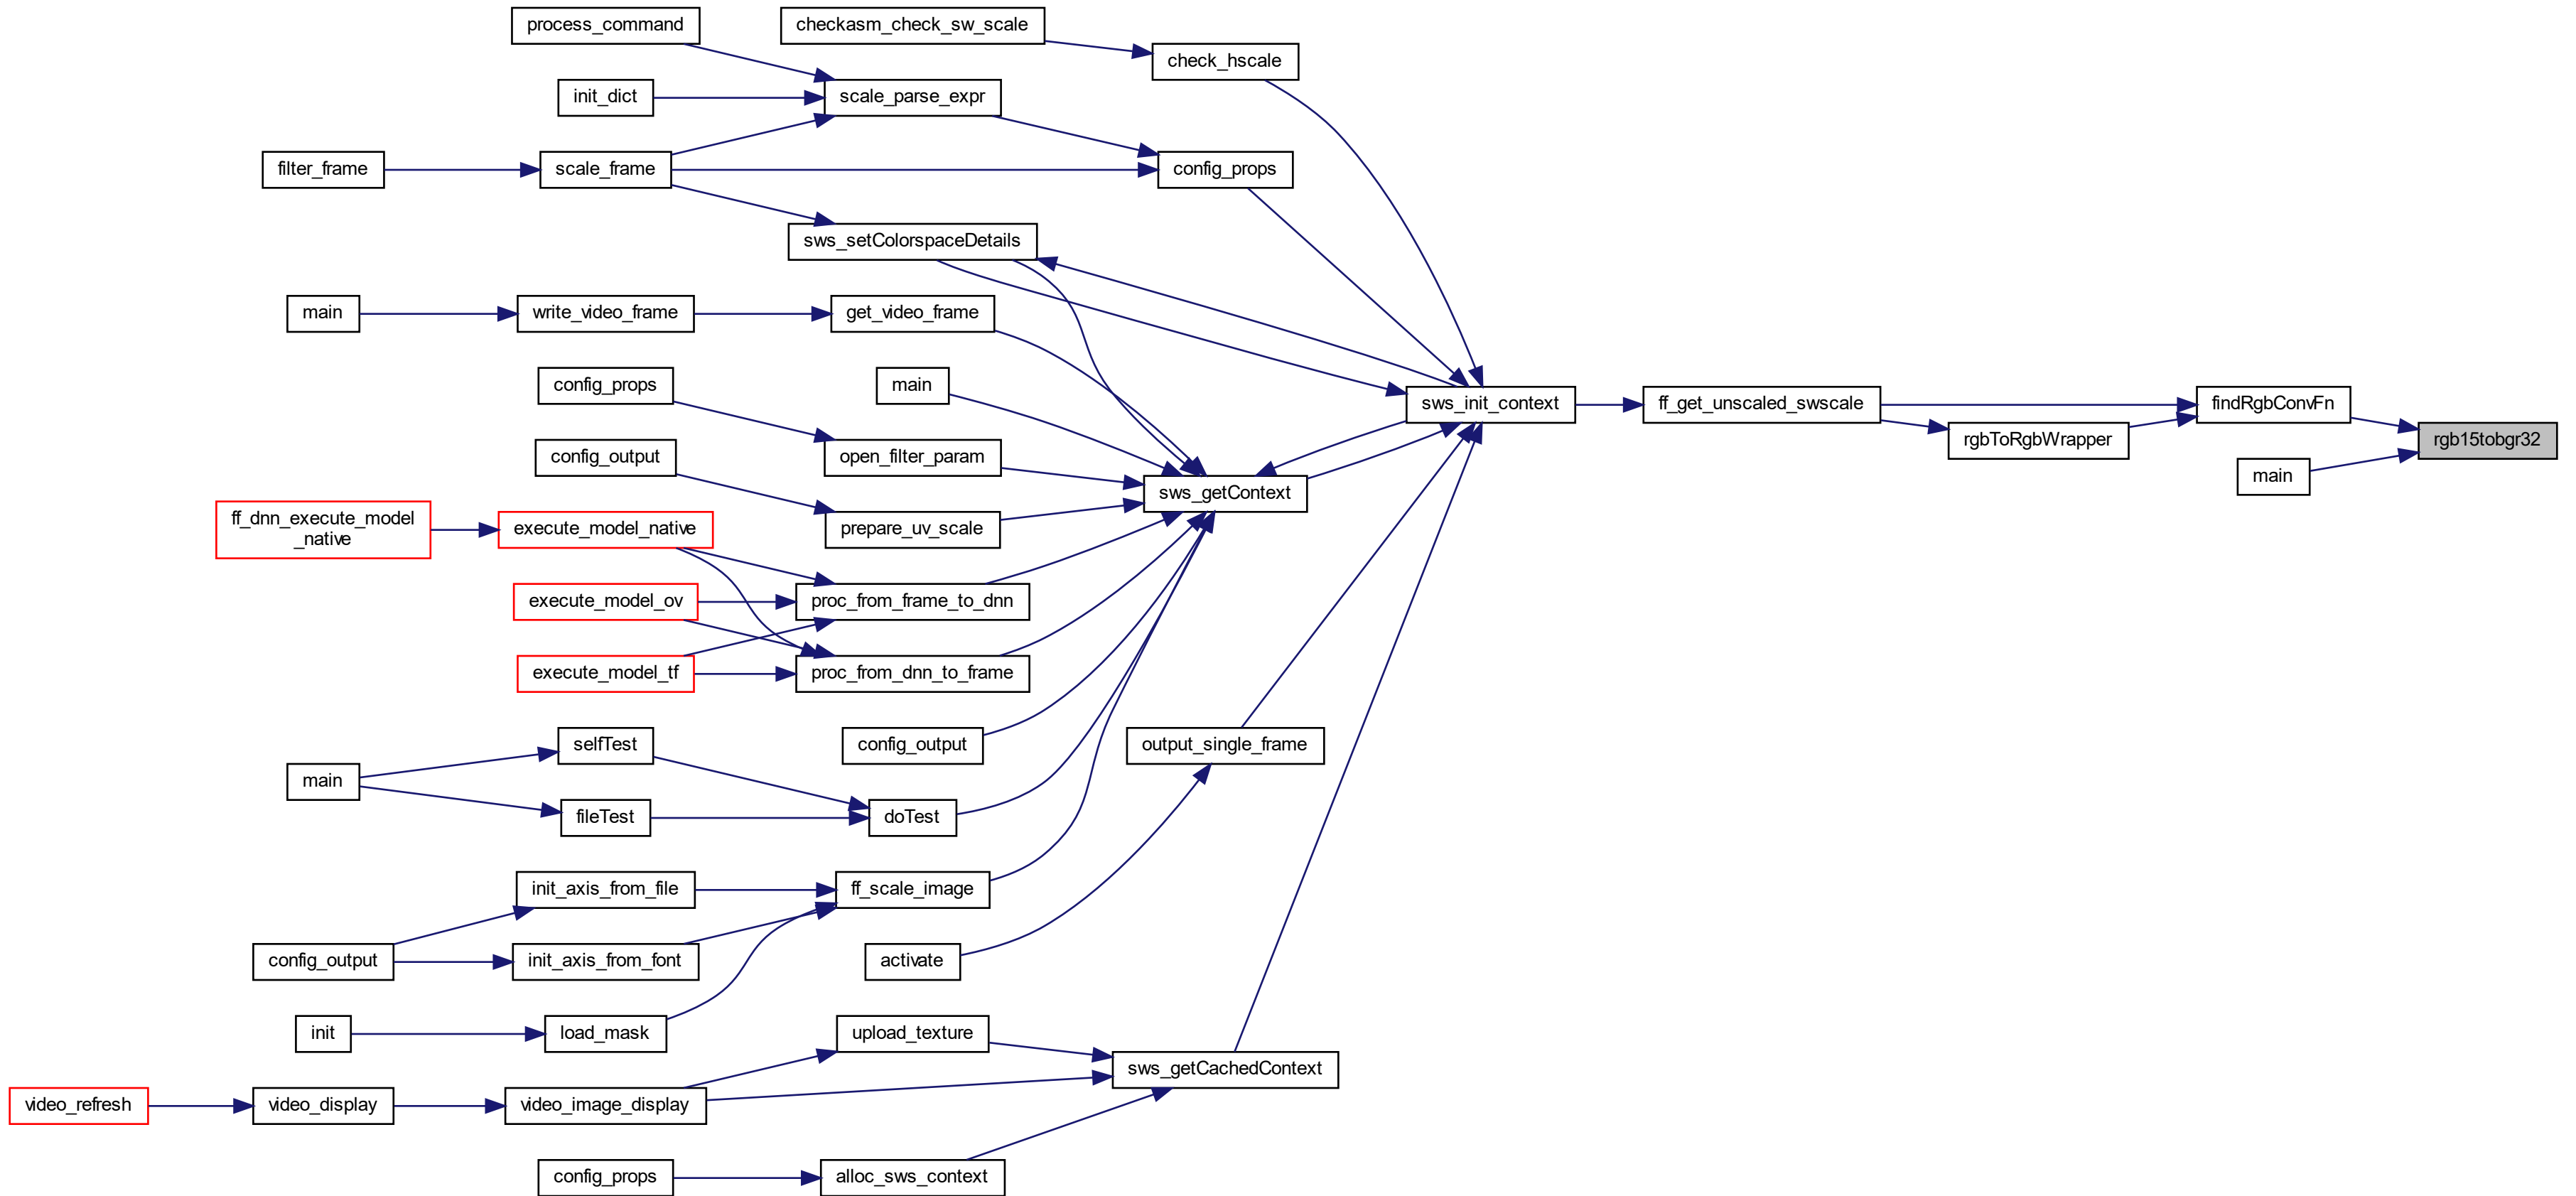 process_command
checkasm_check_sw_scale
check_hscale
init_dict
scale_parse_expr
filter_frame
scale_frame
config_props
sws_setColorspaceDetails
main
write_video_frame
get_video_frame
config_props
main
sws_init_context
ff_get_unscaled_swscale
findRgbConvFn
rgb15tobgr32
rgbToRgbWrapper
main
config_output
open_filter_param
sws_getContext
ff_dnn_execute_model
_native
execute_model_native
prepare_uv_scale
execute_model_ov
proc_from_frame_to_dnn
execute_model_tf
proc_from_dnn_to_frame
config_output
output_single_frame
selfTest
main
fileTest
doTest
init_axis_from_file
ff_scale_image
config_output
init_axis_from_font
activate
init
load_mask
upload_texture
sws_getCachedContext
video_refresh
video_display
video_image_display
config_props
alloc_sws_context